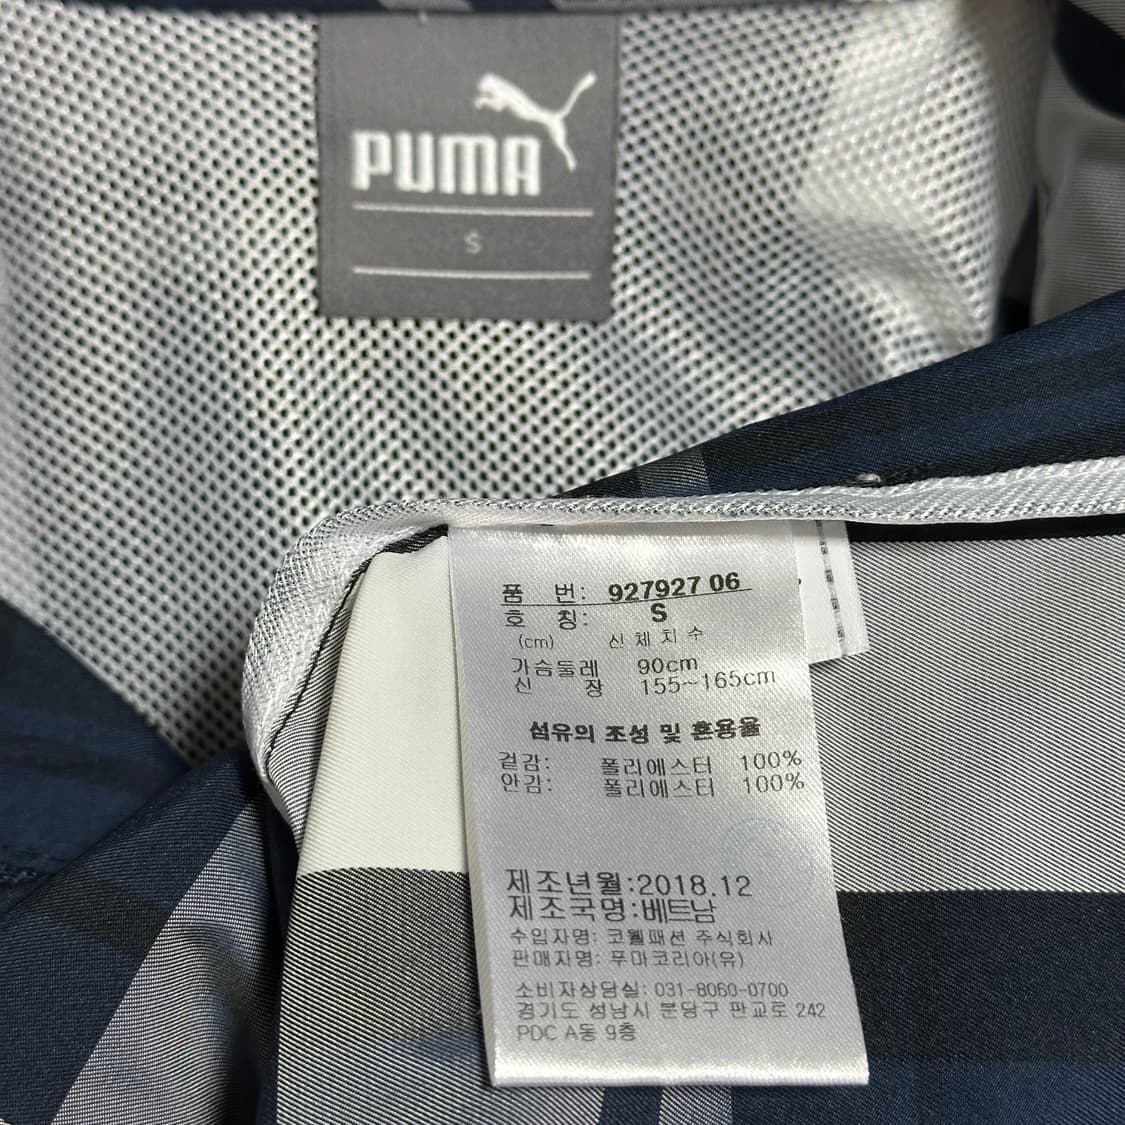 PUMA
S
품 번: 927927 06
호 칭: S
(cm) 신체치수
가슴둘레 90cm
신 장 155~165cm
섬유의 조성 및 혼용율
겉감: 폴리에스터 100%
안감: 폴리에스터 100%
제조년월:2018.12
제조국명:베트남
수입자명: 코웰패션 주식회사
판매자명: 푸마코리아(유)
소비자상담실: 031-8060-0700
경기도 성남시 분당구 판교로 242
PDC A동 9층